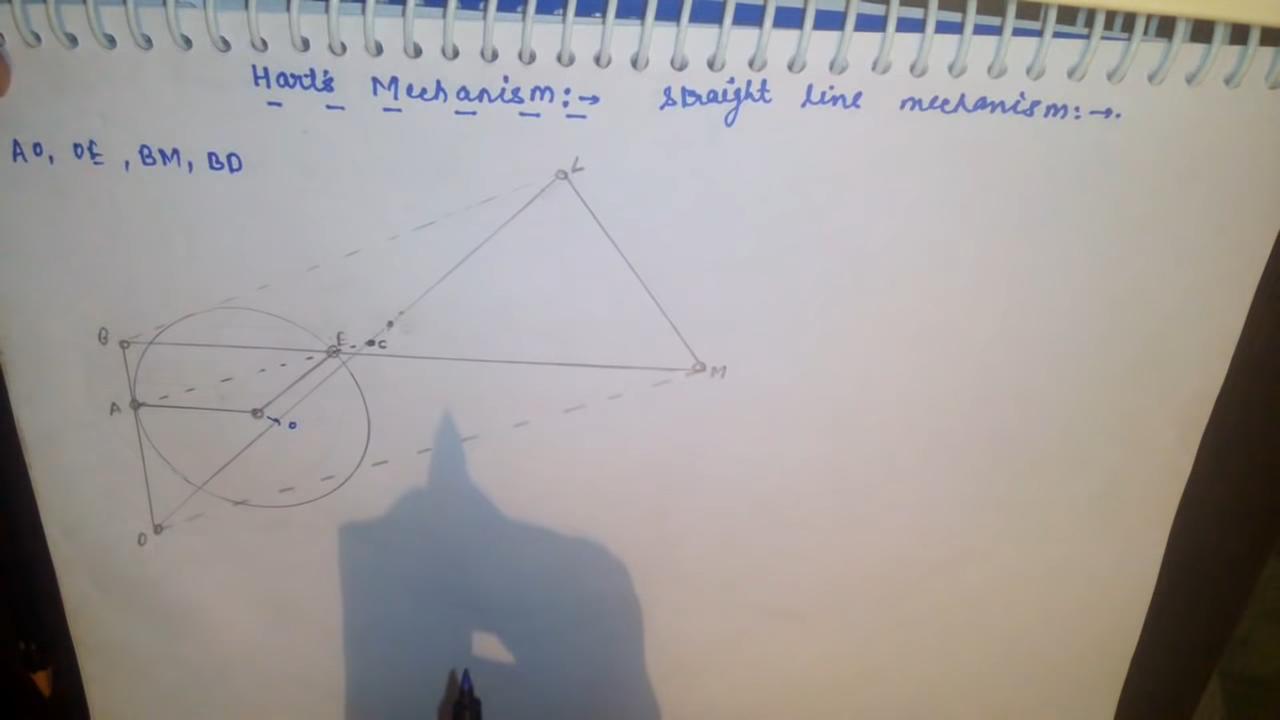 Hart's Mechanism:→ straight line mechanism:→.
AO, OE, BM, BD
L
B
E
C
M
A
O
D